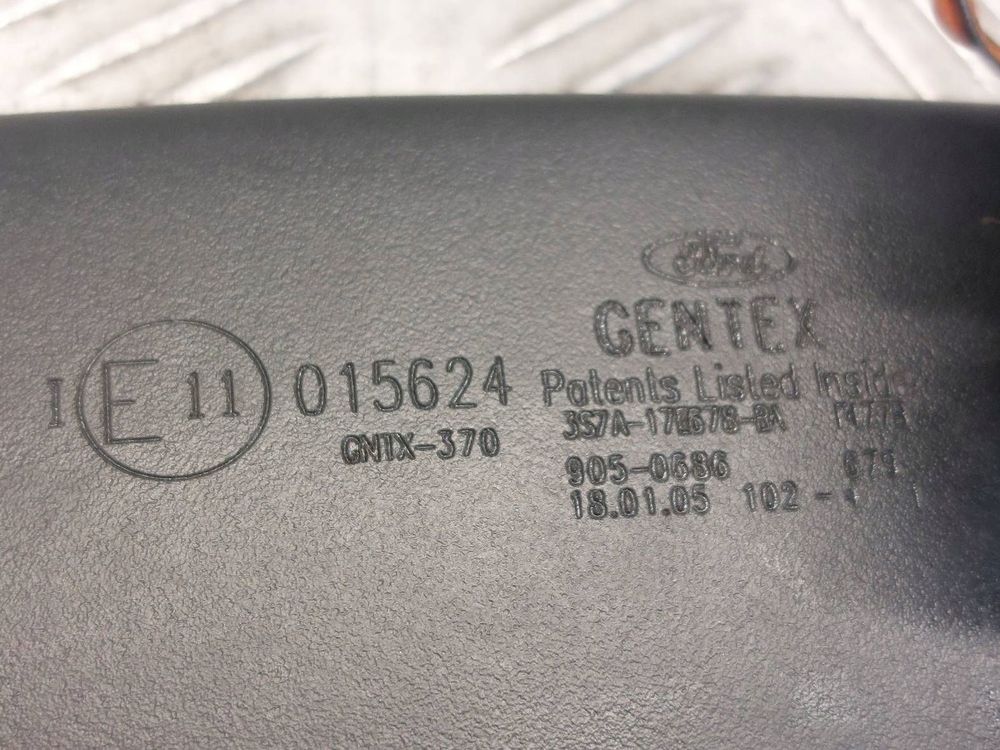 Ford
GENTEX
I E 11 015624
Patents Listed Inside
GNTX-370
3S7A-17E678-BA
905-0686
18.01.05 102